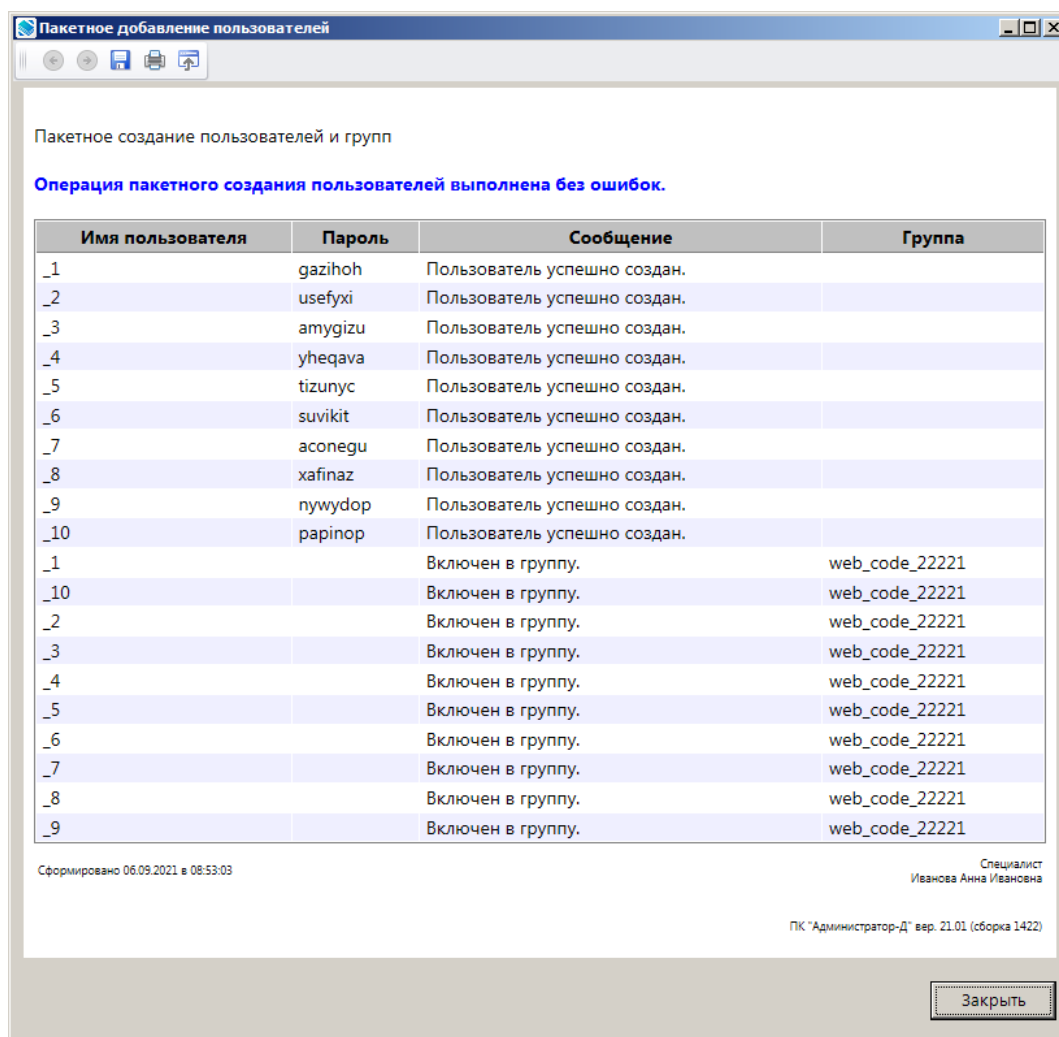 Пакетное добавление пользователей
Пакетное создание пользователей и групп
Операция пакетного создания пользователей выполнена без ошибок.
Имя пользователя Пароль Сообщение Группа
_1 gazihoh Пользователь успешно создан.
_2 usefyxi Пользователь успешно создан.
_3 amygizu Пользователь успешно создан.
_4 yheqava Пользователь успешно создан.
_5 tizunyc Пользователь успешно создан.
_6 suvikit Пользователь успешно создан.
_7 aconegu Пользователь успешно создан.
_8 xafinaz Пользователь успешно создан.
_9 nywydop Пользователь успешно создан.
_10 papinop Пользователь успешно создан.
_1 Включен в группу. web_code_22221
_10 Включен в группу. web_code_22221
_2 Включен в группу. web_code_22221
_3 Включен в группу. web_code_22221
_4 Включен в группу. web_code_22221
_5 Включен в группу. web_code_22221
_6 Включен в группу. web_code_22221
_7 Включен в группу. web_code_22221
_8 Включен в группу. web_code_22221
_9 Включен в группу. web_code_22221
Сформировано 06.09.2021 в 08:53:03
Специалист
Иванова Анна Ивановна
ПК "Администратор-Д" вер. 21.01 (сборка 1422)
Закрыть